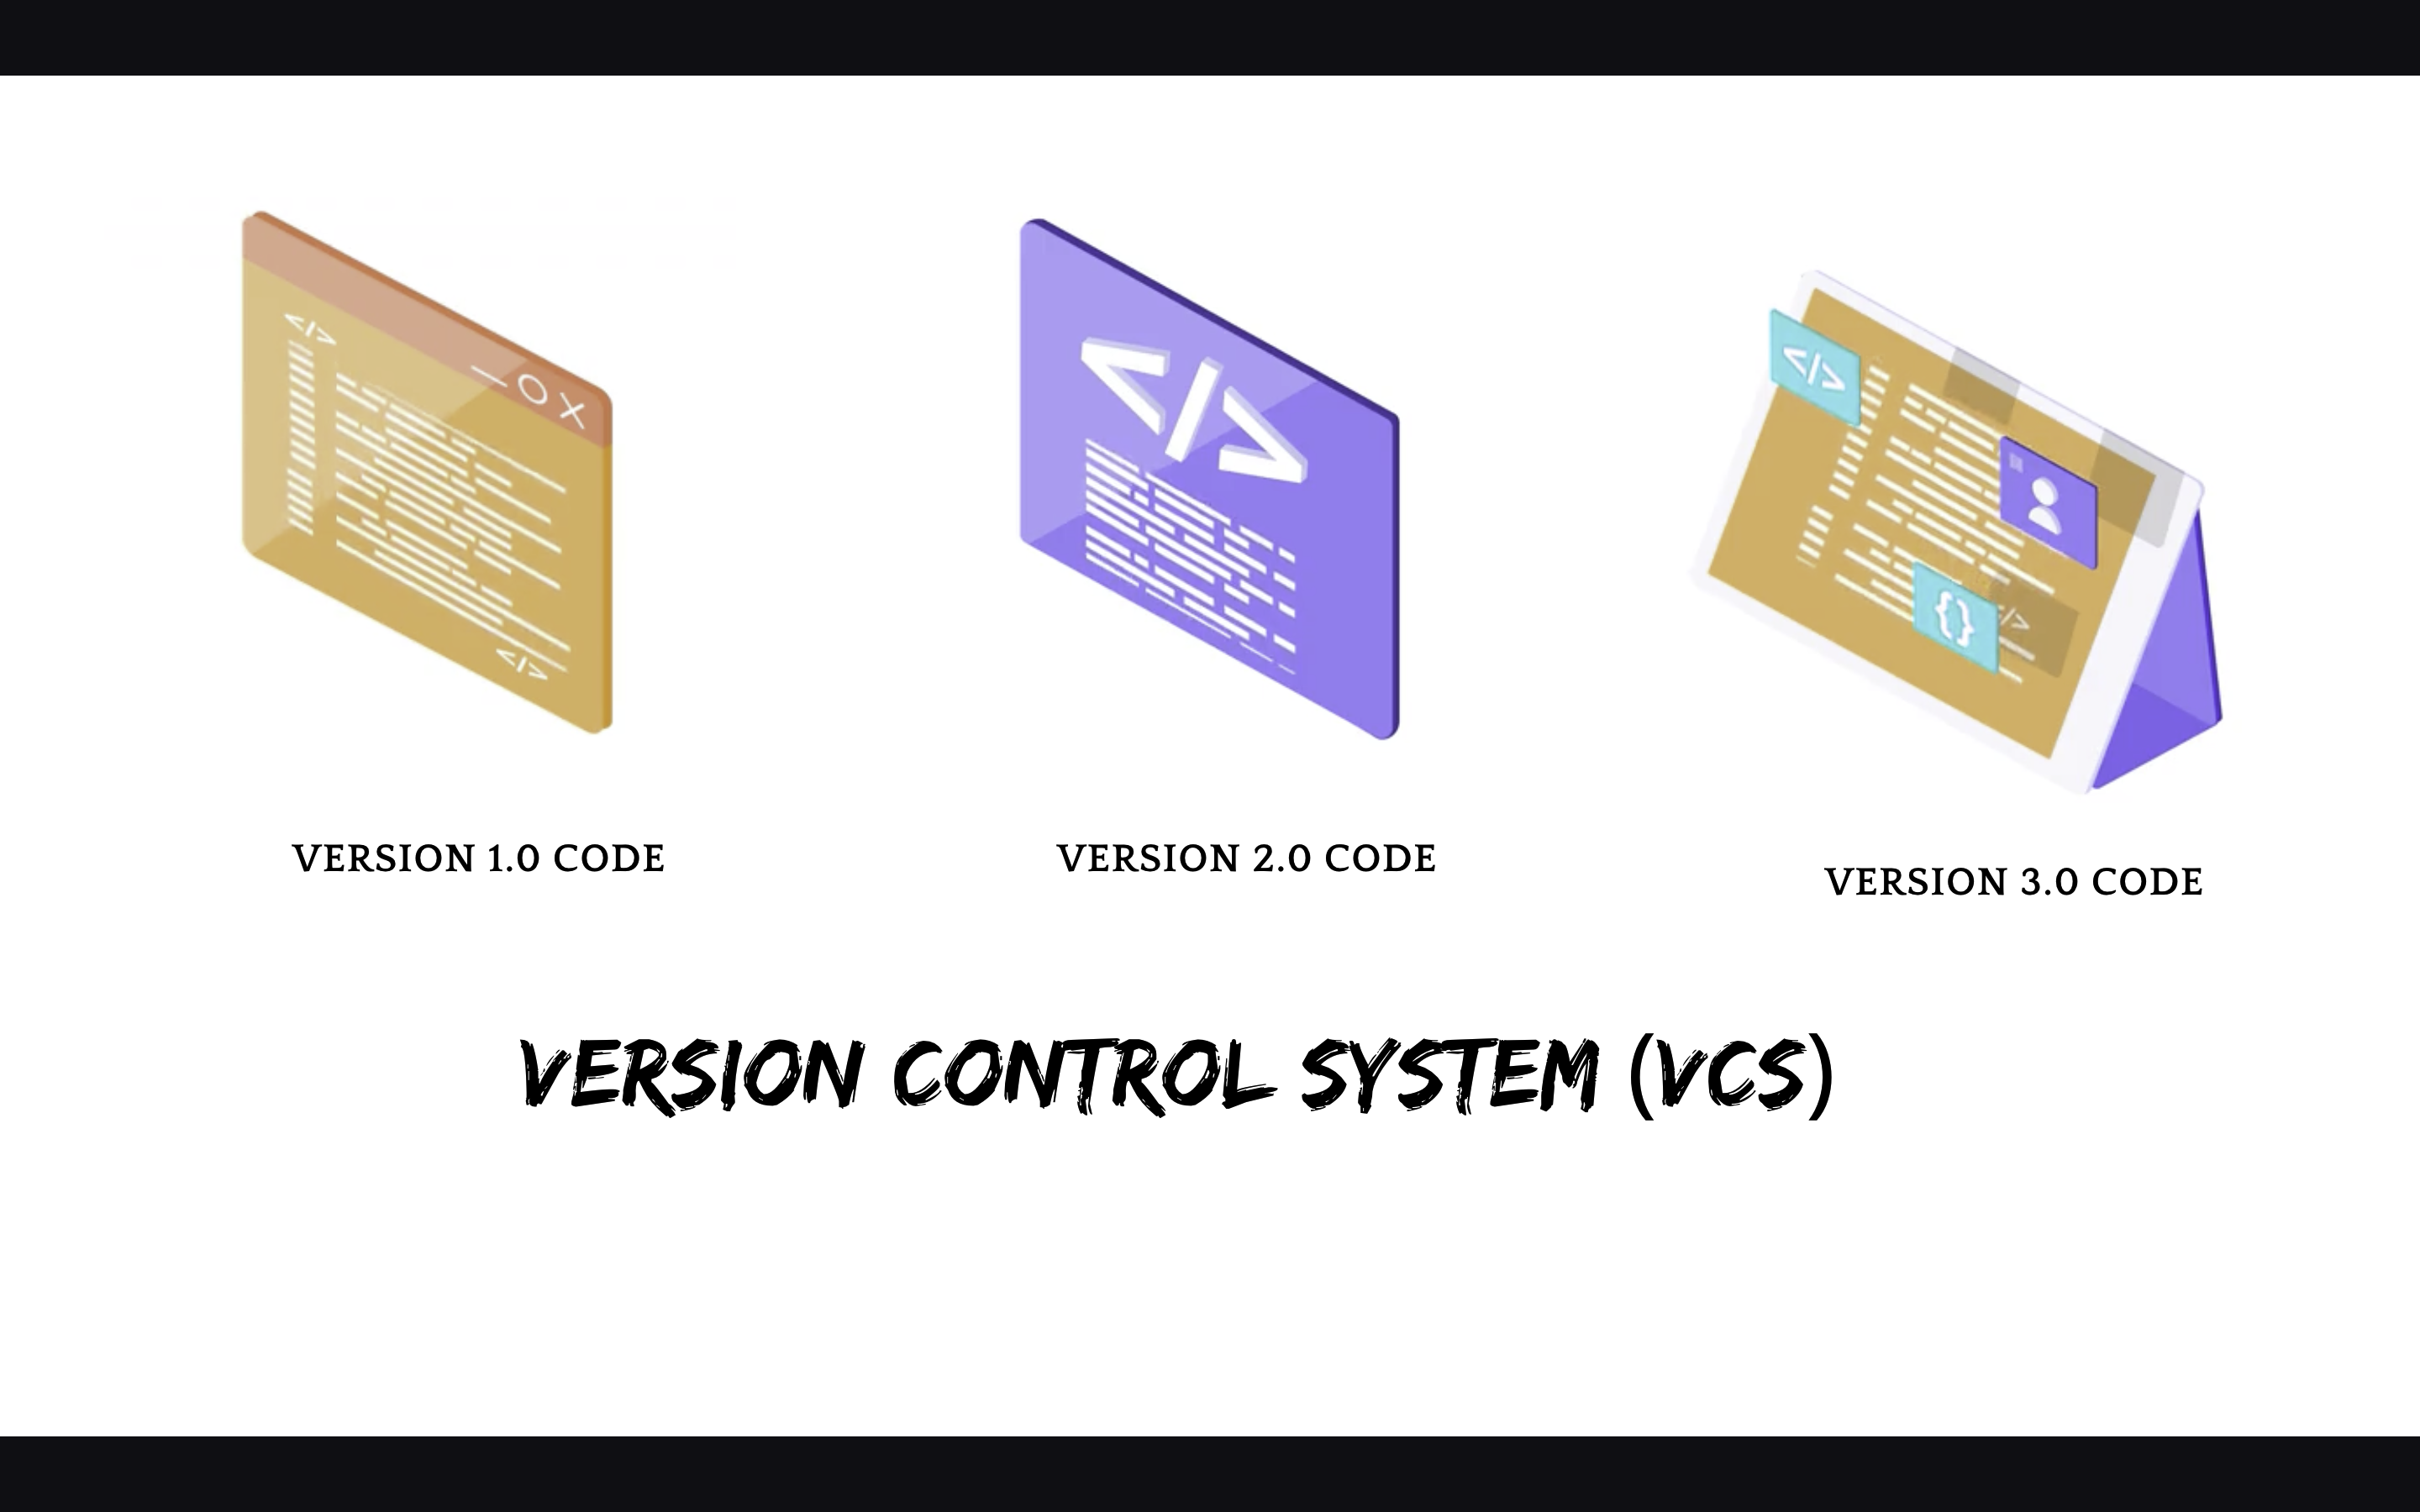 </>
</>
</>
</>
{}
</>
VERSION 1.0 CODE
VERSION 2.0 CODE
VERSION 3.0 CODE
VERSION CONTROL SYSTEM (VCS)